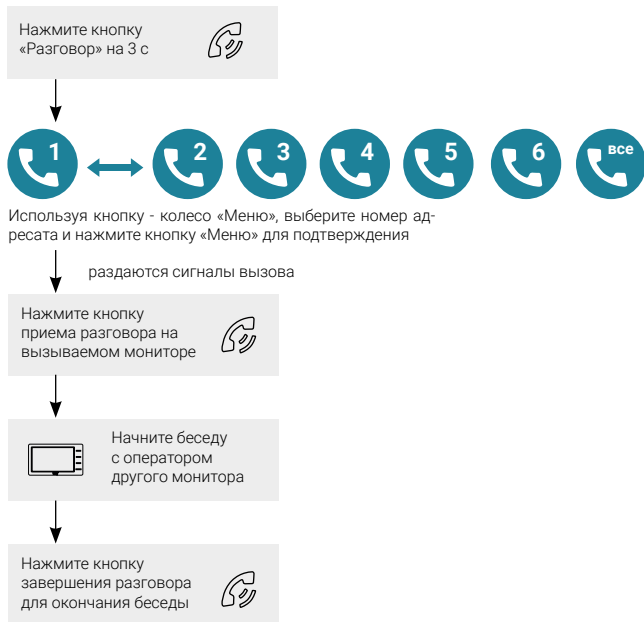 Нажмите кнопку
«Разговор» на 3 с
1 2 3 4 5 6 все
Используя кнопку - колесо «Меню», выберите номер ад-
ресата и нажмите кнопку «Меню» для подтверждения
раздаются сигналы вызова
Нажмите кнопку
приема разговора на
вызываемом мониторе
Начните беседу
с оператором
другого монитора
Нажмите кнопку
завершения разговора
для окончания беседы